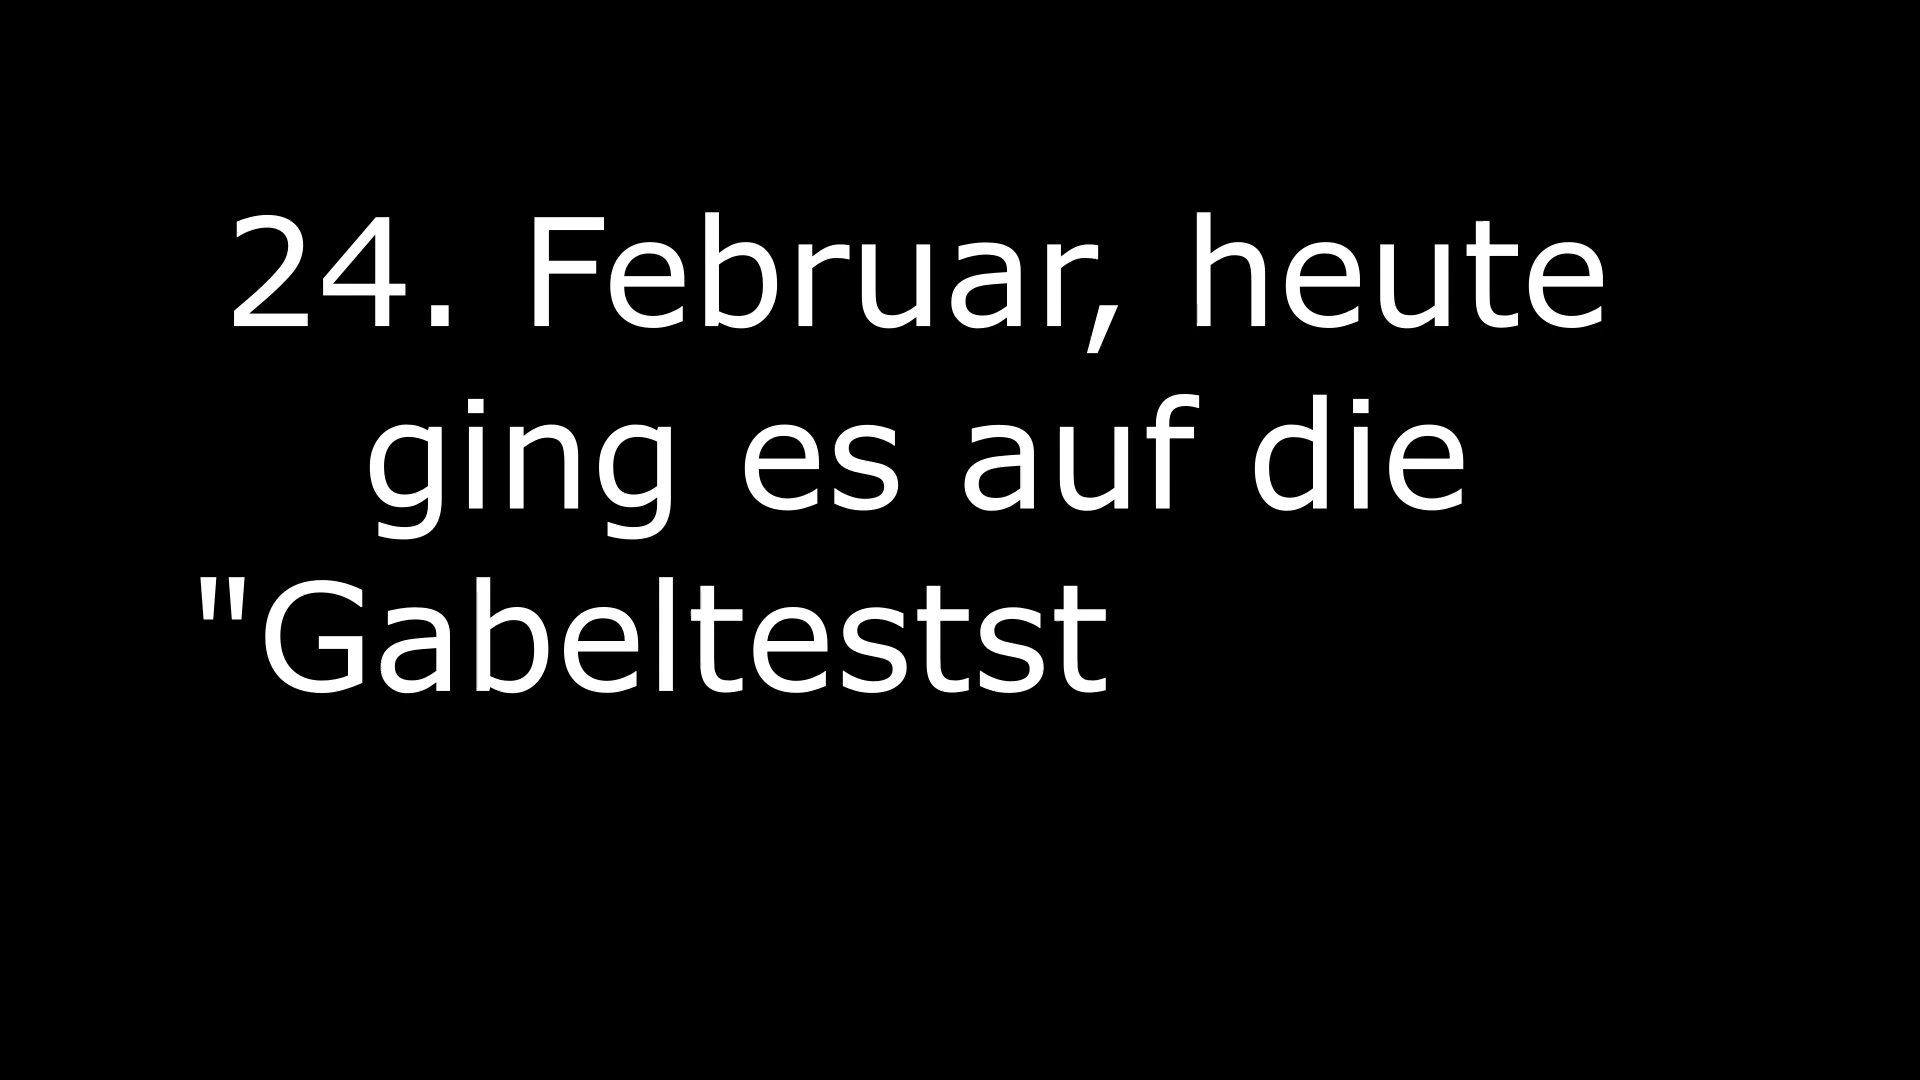 24. Februar, heute
ging es auf die
"Gabeltestst